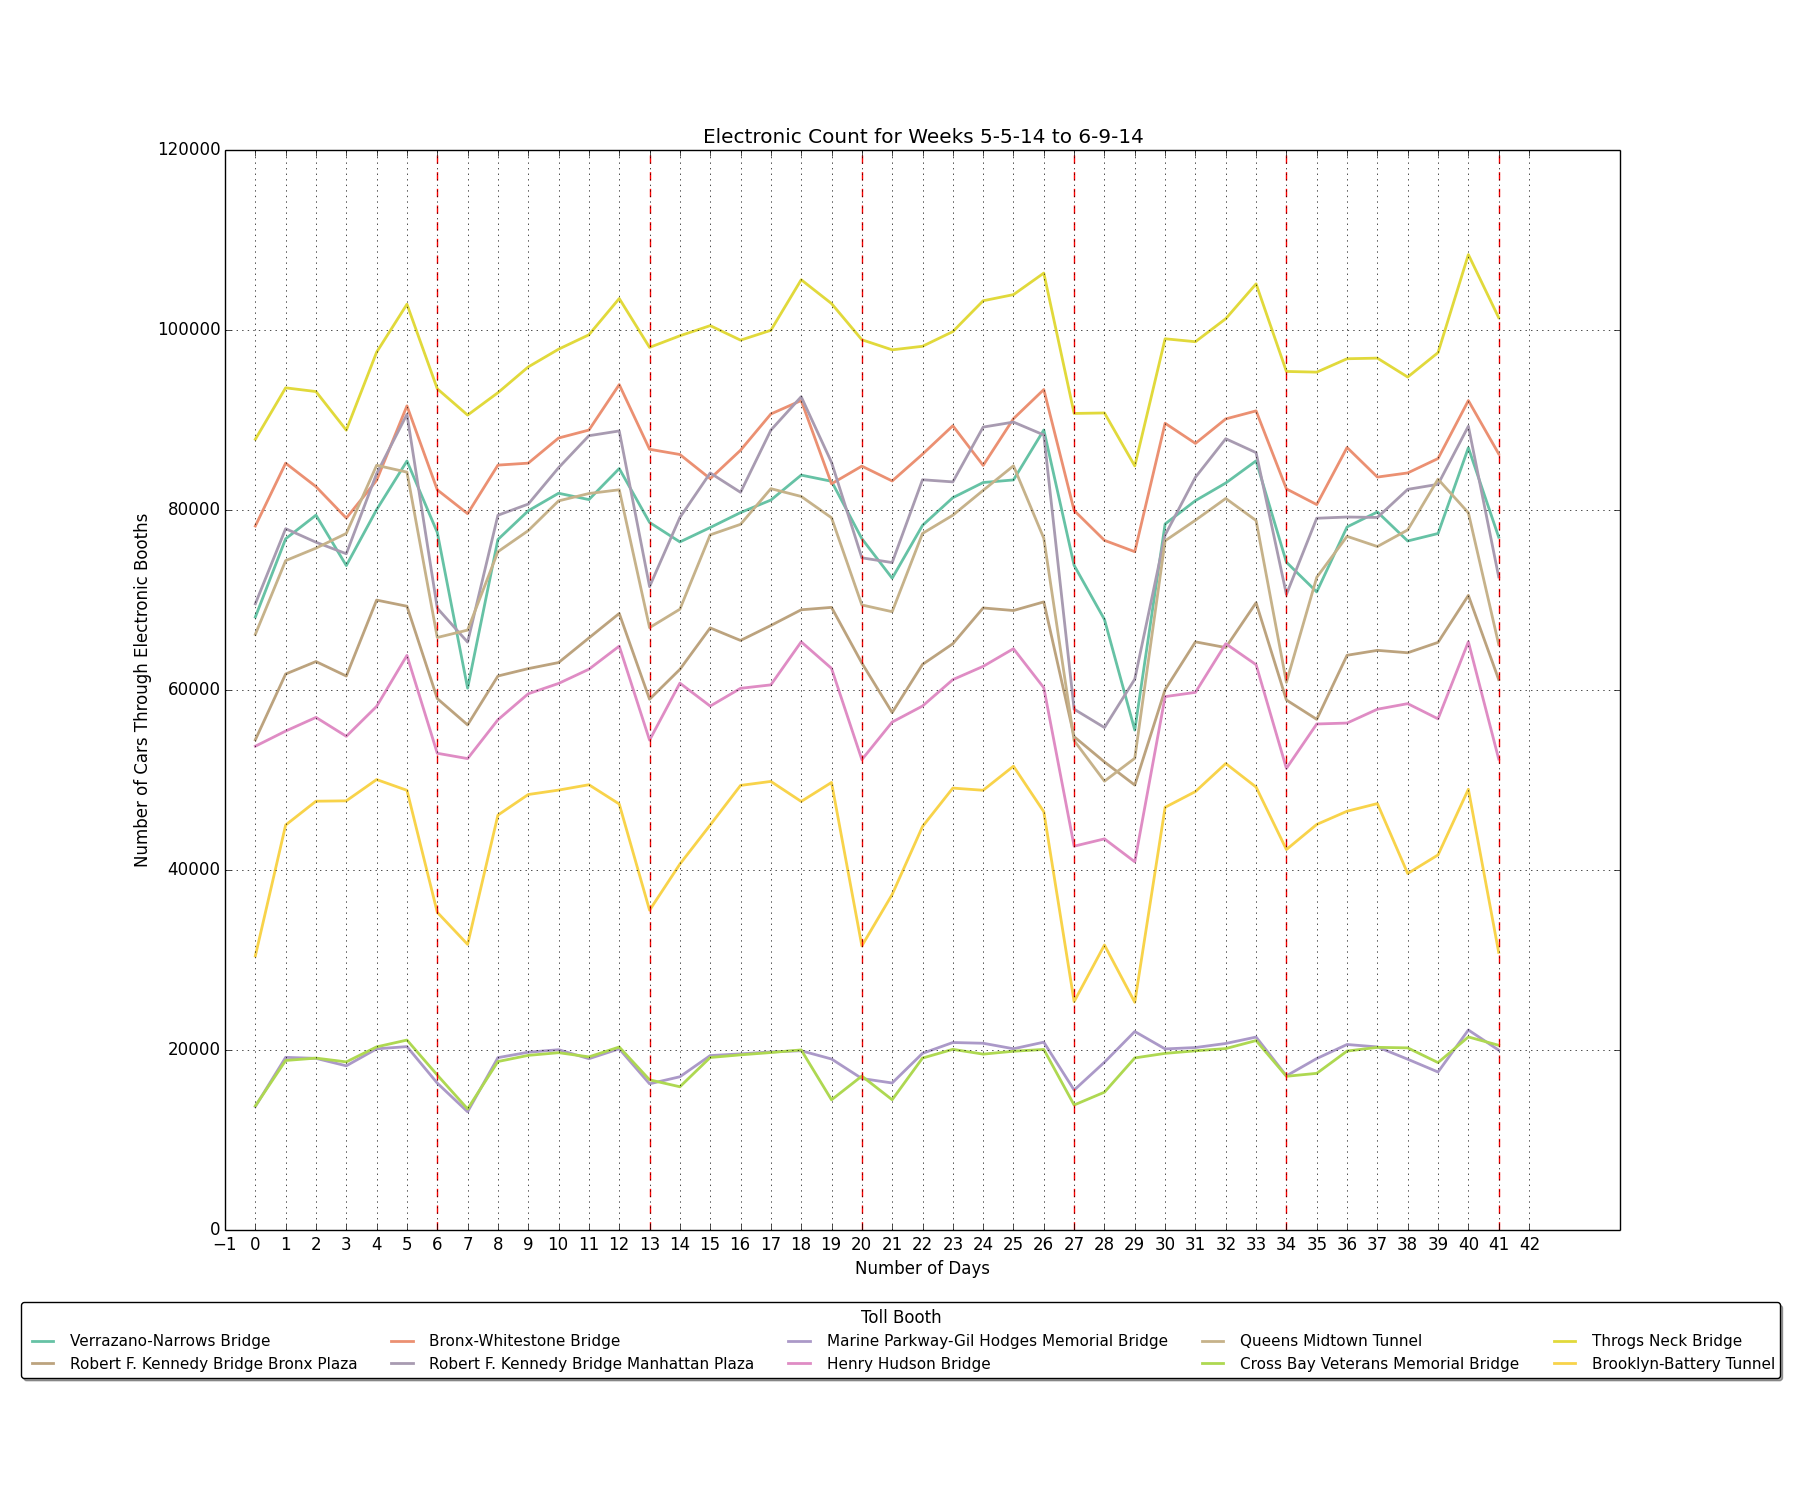 Electronic Count for Weeks 5-5-14 to 6-9-14
120000
100000
80000
60000
40000
20000
0
Number of Cars Through Electronic Booths
−1 0 1 2 3 4 5 6 7 8 9 10 11 12 13 14 15 16 17 18 19 20 21 22 23 24 25 26 27 28 29 30 31 32 33 34 35 36 37 38 39 40 41 42
Number of Days
Toll Booth
Verrazano-Narrows Bridge Bronx-Whitestone Bridge Marine Parkway-Gil Hodges Memorial Bridge Queens Midtown Tunnel Throgs Neck Bridge
Robert F. Kennedy Bridge Bronx Plaza Robert F. Kennedy Bridge Manhattan Plaza Henry Hudson Bridge Cross Bay Veterans Memorial Bridge Brooklyn-Battery Tunnel